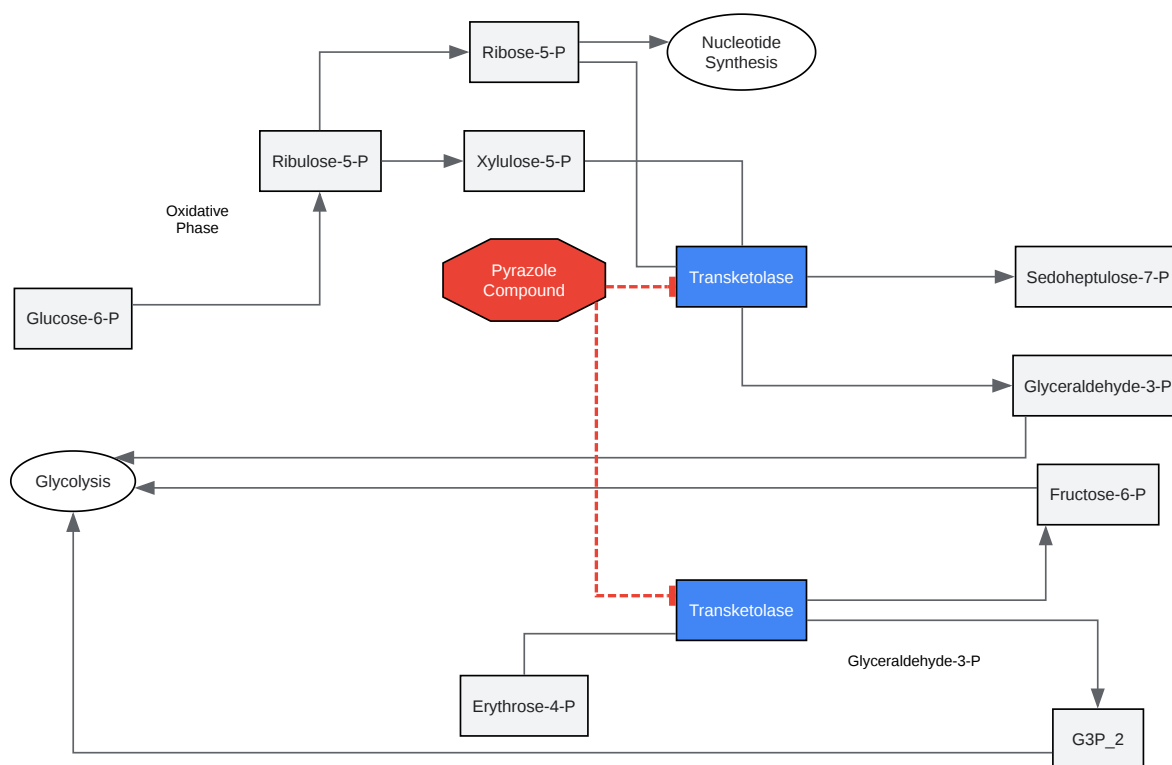 Ribose-5-P
Nucleotide
Synthesis
Ribulose-5-P
Xylulose-5-P
Oxidative
Phase
Pyrazole
Compound
Transketolase
Sedoheptulose-7-P
Glucose-6-P
Glyceraldehyde-3-P
Glycolysis
Fructose-6-P
Transketolase
Glyceraldehyde-3-P
Erythrose-4-P
G3P_2